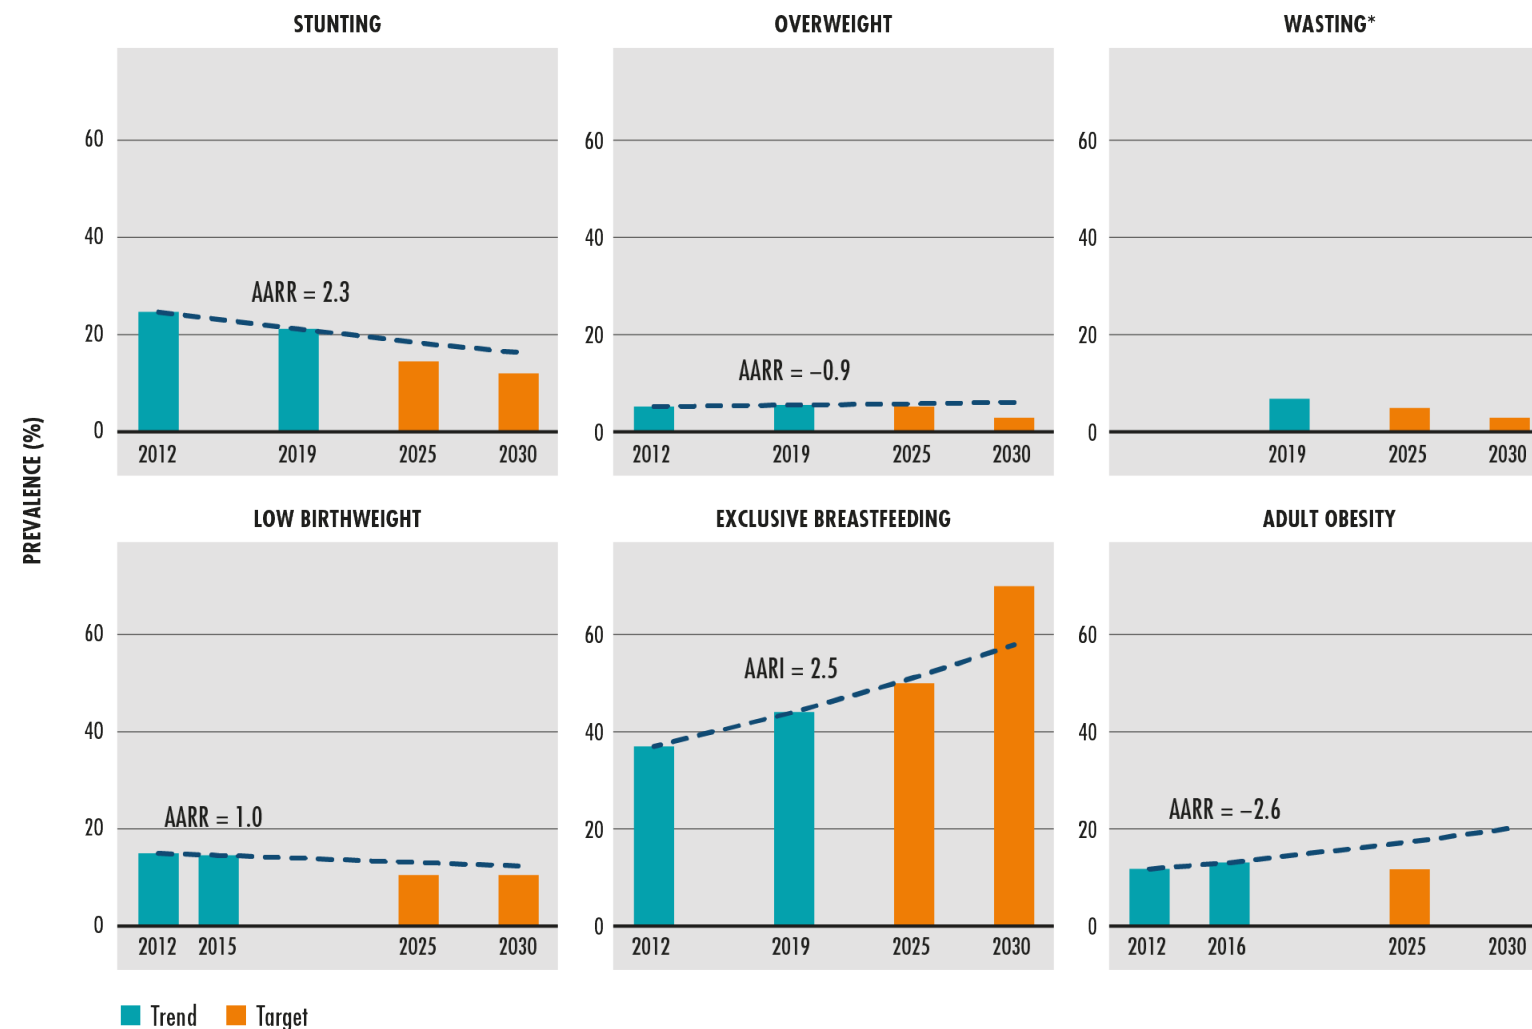 STUNTING
OVERWEIGHT
WASTING*
PREVALENCE (%)
60
40
20
0
AARR = 2.3
2012 2019 2025 2030
60
40
20
0
AARR = –0.9
2012 2019 2025 2030
60
40
20
0
2019 2025 2030
LOW BIRTHWEIGHT
EXCLUSIVE BREASTFEEDING
ADULT OBESITY
60
40
20
0
AARR = 1.0
2012 2015 2025 2030
60
40
20
0
AARI = 2.5
2012 2019 2025 2030
60
40
20
0
AARR = –2.6
2012 2016 2025 2030
Trend Target